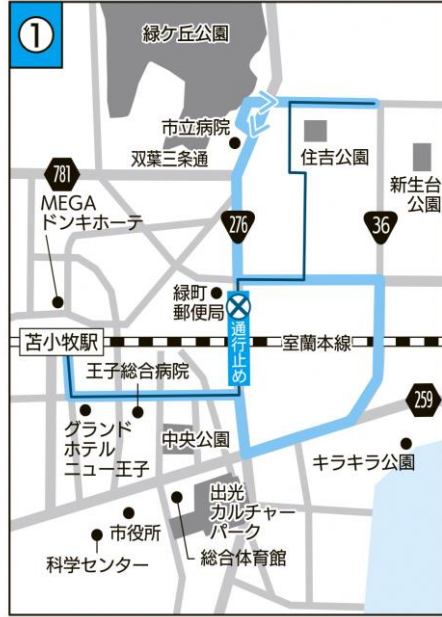 ①
緑ケ丘公園
市立病院
双葉三条通
住吉公園
新生台
公園
781
MEGA
ドンキホーテ
276
36
緑町
郵便局
通行止め
苫小牧駅
室蘭本線
王子総合病院
259
グランド
ホテル
ニュー王子
中央公園
キラキラ公園
出光
カルチャー
パーク
市役所
科学センター
総合体育館